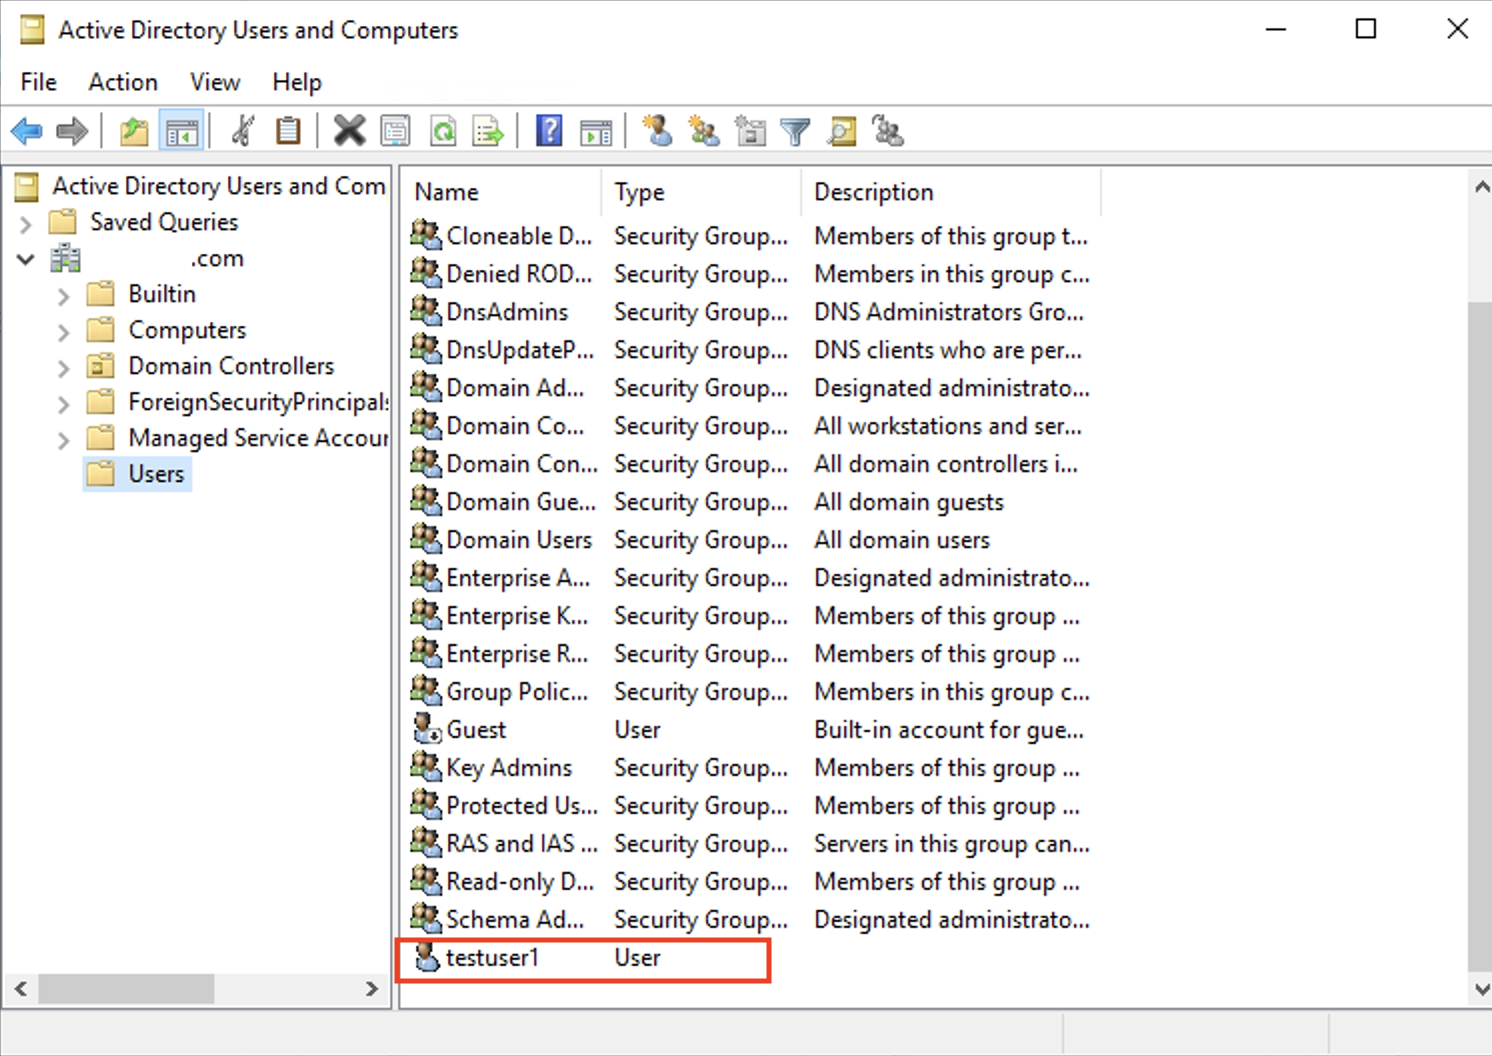 Active Directory Users and Computers
File Action View Help
Active Directory Users and Com
Saved Queries
.com
Builtin
Computers
Domain Controllers
ForeignSecurityPrincipals
Managed Service Accour
Users
Name Type Description
Cloneable D... Security Group... Members of this group t...
Denied ROD... Security Group... Members in this group c...
DnsAdmins Security Group... DNS Administrators Gro...
DnsUpdateP... Security Group... DNS clients who are per...
Domain Ad... Security Group... Designated administrato...
Domain Co... Security Group... All workstations and ser...
Domain Con... Security Group... All domain controllers i...
Domain Gue... Security Group... All domain guests
Domain Users Security Group... All domain users
Enterprise A... Security Group... Designated administrato...
Enterprise K... Security Group... Members of this group ...
Enterprise R... Security Group... Members of this group ...
Group Polic... Security Group... Members in this group c...
Guest User Built-in account for gue...
Key Admins Security Group... Members of this group ...
Protected Us... Security Group... Members of this group ...
RAS and IAS ... Security Group... Servers in this group can...
Read-only D... Security Group... Members of this group ...
Schema Ad... Security Group... Designated administrato...
testuser1 User